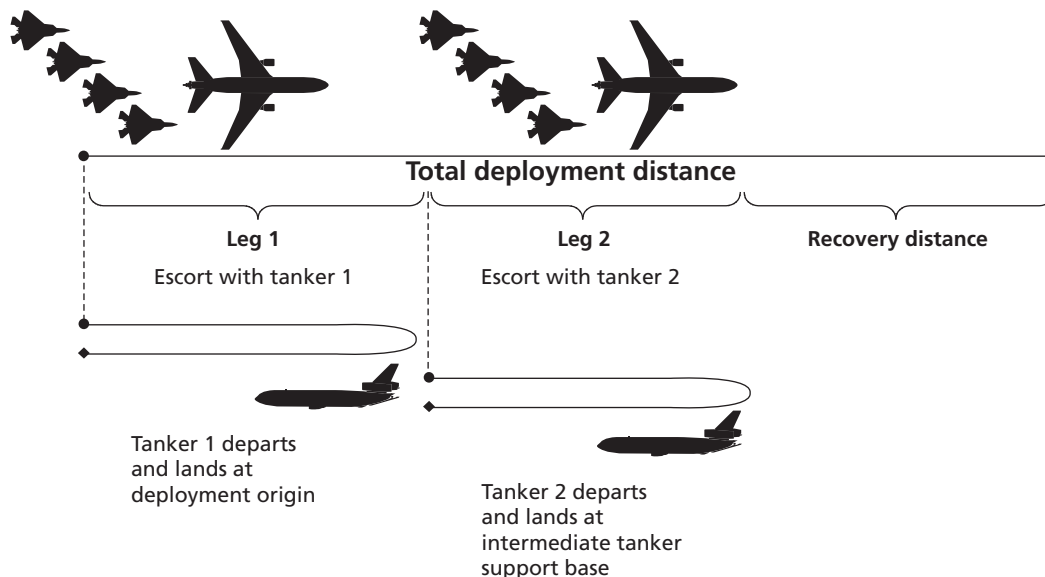 Total deployment distance
Leg 1
Leg 2
Recovery distance
Escort with tanker 1
Escort with tanker 2
Tanker 1 departs
and lands at
deployment origin
Tanker 2 departs
and lands at
intermediate tanker
support base